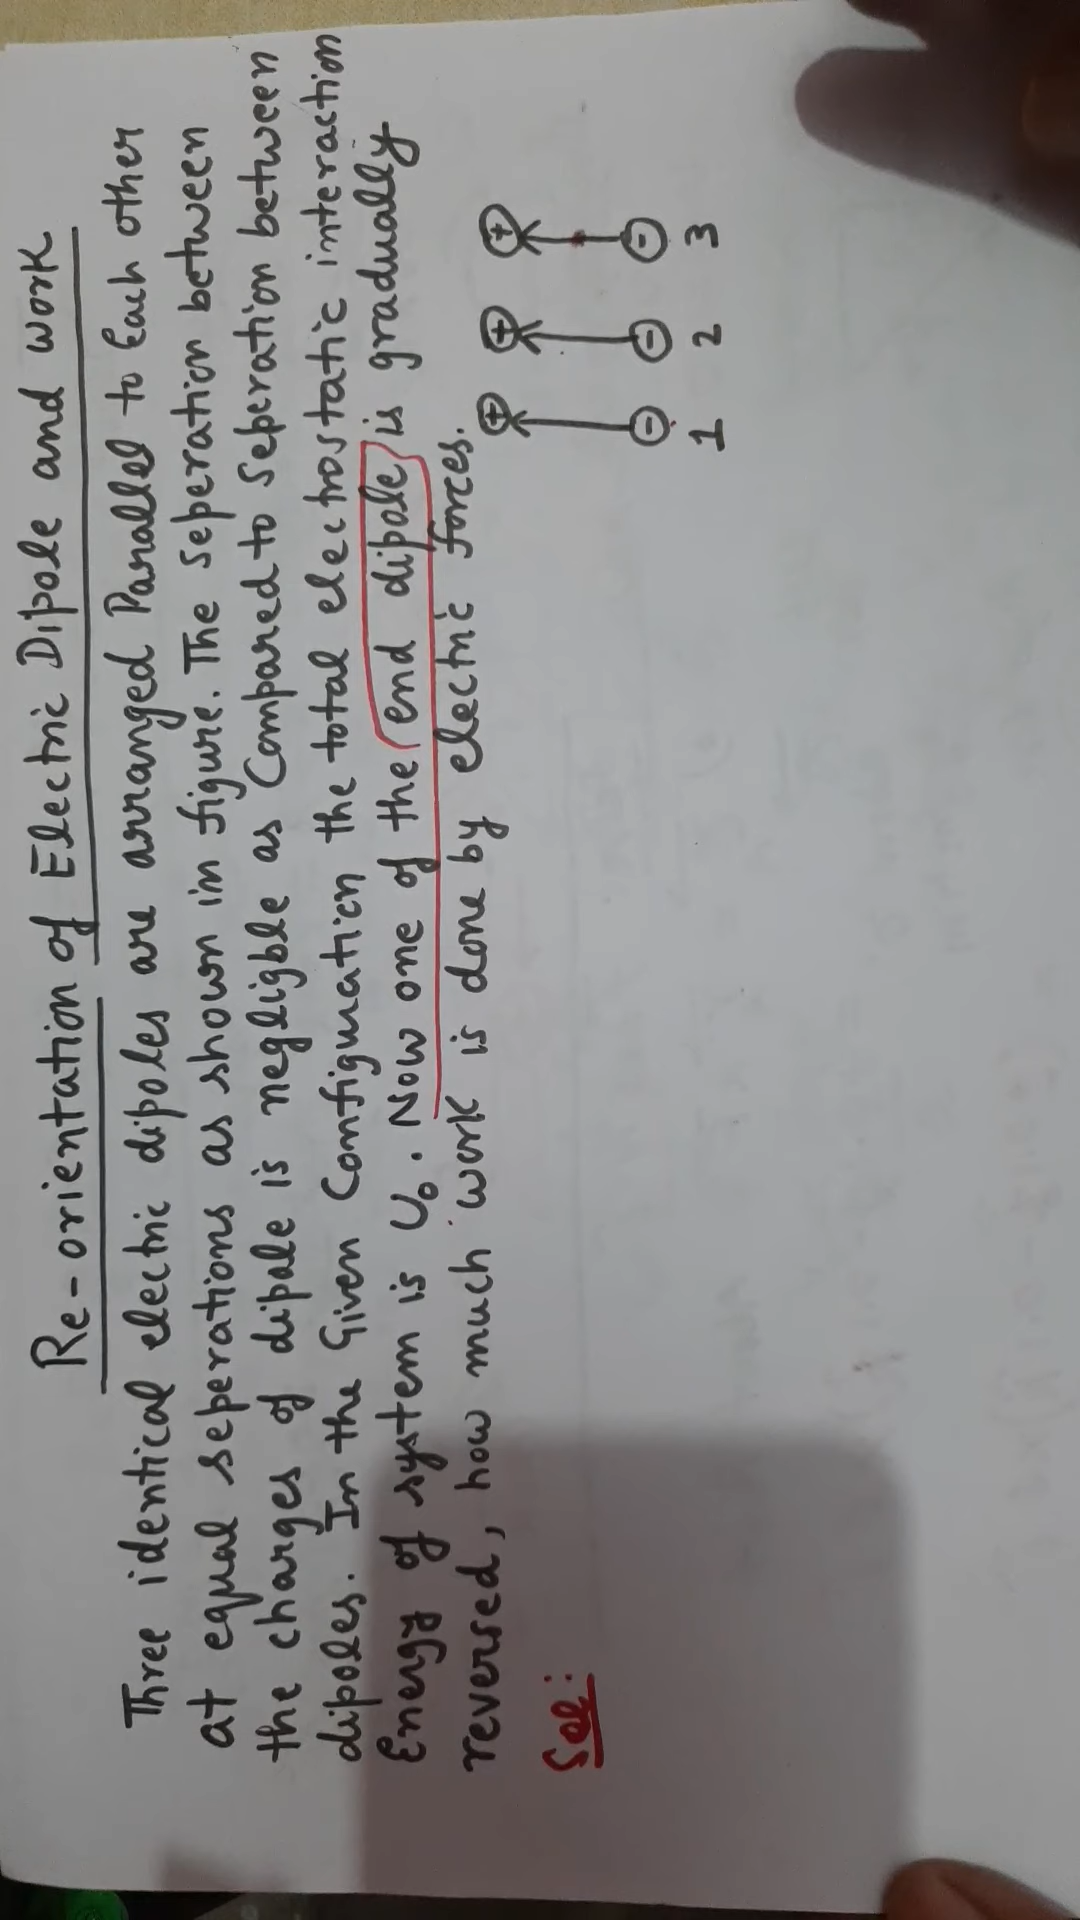 Re-orientation of Electric Dipole and work
Three identical electric dipoles are arranged Parallel to Each other
at equal seperations as shown in figure. The seperation between
the charges of dipale is negligble as Compared to seperation between
dipoles. In the Given Configuration the total electrostatic interaction
Energy of system is U₀. Now one of the end dipole is gradually
reversed, how much work is done by electric forces.
+ + +
- - -
1 2 3
Sol: